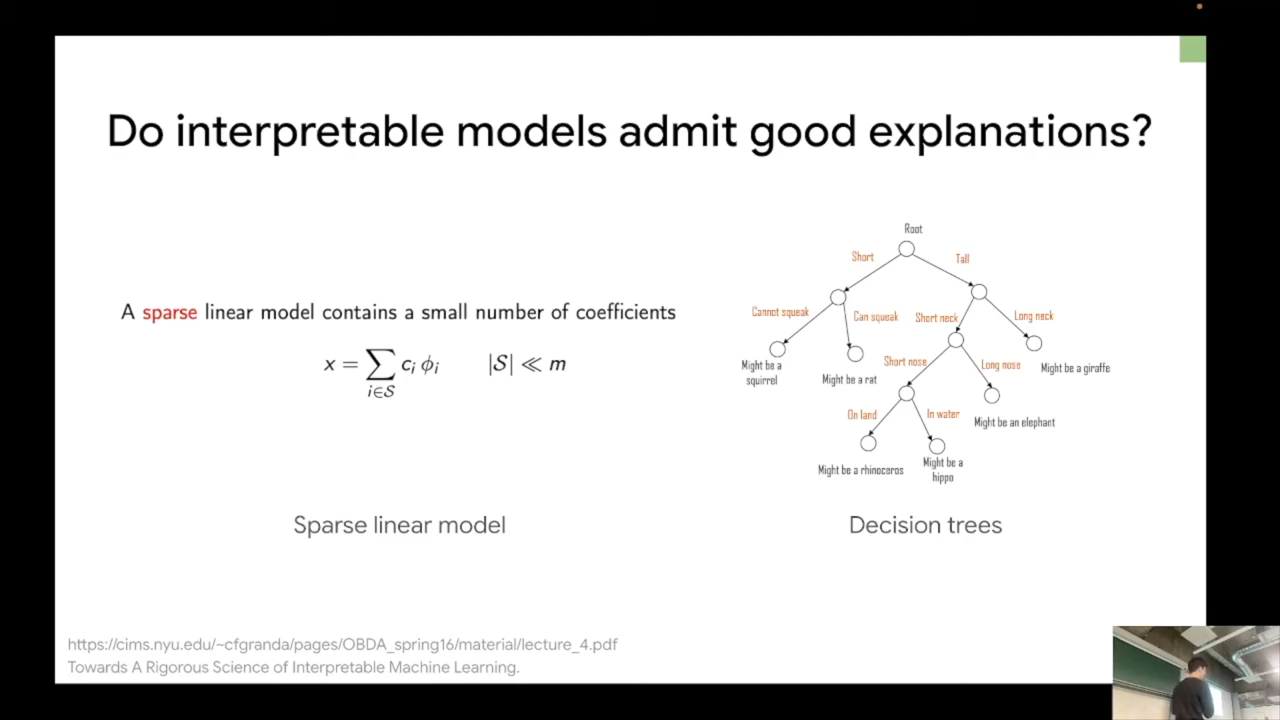 Do interpretable models admit good explanations?
A sparse linear model contains a small number of coefficients
x = ∑ i∈S c_i ϕ_i |S| ≪ m
Sparse linear model
Root
Short
Tall
Cannot squeak
Can squeak
Short neck
Long neck
Might be a
squirrel
Might be a rat
Short nose
Long nose
Might be a giraffe
On land
In water
Might be an elephant
Might be a rhinoceros
Might be a
hippo
Decision trees
https://cims.nyu.edu/~cfgranda/pages/OBDA_spring16/material/lecture_4.pdf
Towards A Rigorous Science of Interpretable Machine Learning.